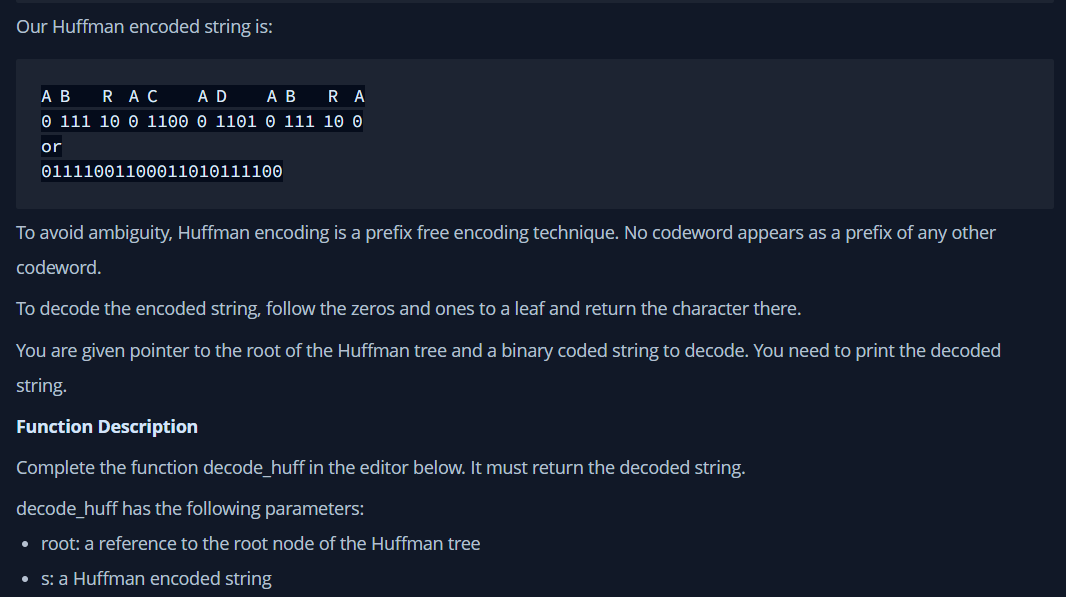 Our Huffman encoded string is:
A B   R  A C    A D    A B   R  A
0 111 10 0 1100 0 1101 0 111 10 0
or
01111001100011010111100
To avoid ambiguity, Huffman encoding is a prefix free encoding technique. No codeword appears as a prefix of any other
codeword.
To decode the encoded string, follow the zeros and ones to a leaf and return the character there.
You are given pointer to the root of the Huffman tree and a binary coded string to decode. You need to print the decoded
string.
Function Description
Complete the function decode_huff in the editor below. It must return the decoded string.
decode_huff has the following parameters:
• root: a reference to the root node of the Huffman tree
• s: a Huffman encoded string